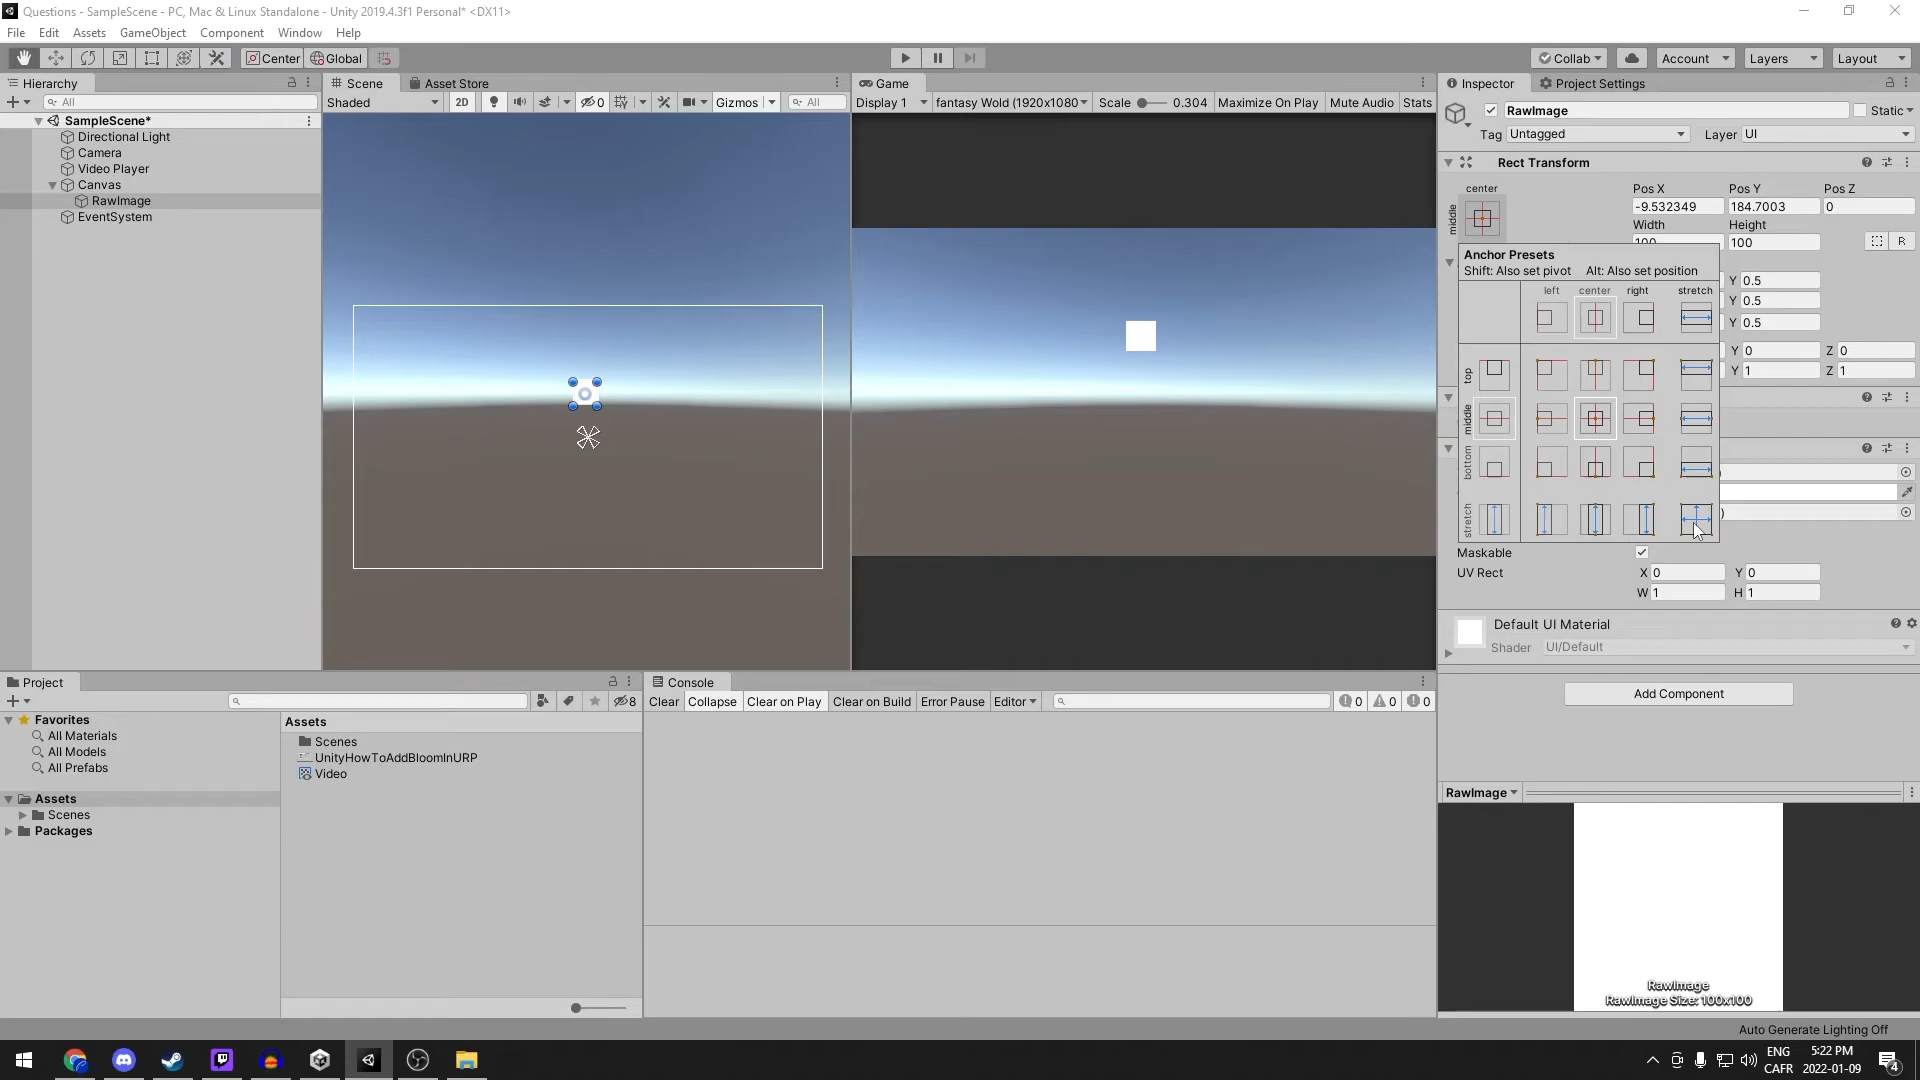 Questions - SampleScene - PC, Mac & Linux Standalone - Unity 2019.4.3f1 Personal* <DX11>
File Edit Assets GameObject Component Window Help
Center Global Collab Account Layers Layout
Hierarchy
All
SampleScene*
Directional Light
Camera
Video Player
Canvas
RawImage
EventSystem
Scene Asset Store
Shaded 2D 0 Gizmos All
Game
Display 1 fantasy Wold (1920x1080 Scale 0.304 Maximize On Play Mute Audio Stats
Inspector Project Settings
RawImage Static
Tag Untagged Layer UI
Rect Transform
center
middle
Pos X Pos Y Pos Z
-9.532349 184.7003 0
Width Height
100 100 R
Anchor Presets
Shift: Also set pivot Alt: Also set position
left center right stretch
top
middle
bottom
stretch
Y 0.5
Y 0.5
Y 0.5
Y 0 Z 0
Y 1 Z 1
)
Maskable
UV Rect X 0 Y 0
W 1 H 1
Default UI Material
Shader UI/Default
Add Component
RawImage
RawImage
RawImage Size: 100x100
Project
8
Favorites
All Materials
All Models
All Prefabs
Assets
Scenes
Packages
Assets
Scenes
UnityHowToAddBloomInURP
Video
Console
Clear Collapse Clear on Play Clear on Build Error Pause Editor 0 0 0
Auto Generate Lighting Off
ENG
CAFR
5:22 PM
2022-01-09
4